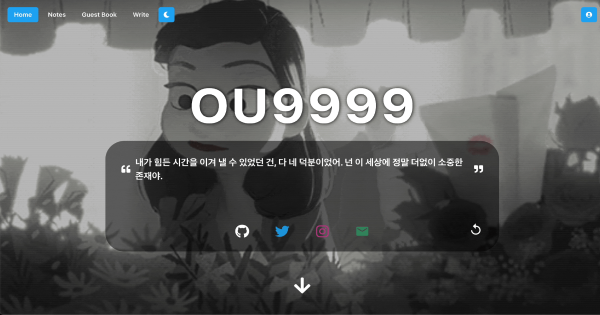 Home Notes Guest Book Write
OU9999
❝ 내가 힘든 시간을 이겨 낼 수 있었던 건, 다 네 덕분이었어. 넌 이 세상에 정말 더없이 소중한 ❞
존재야.